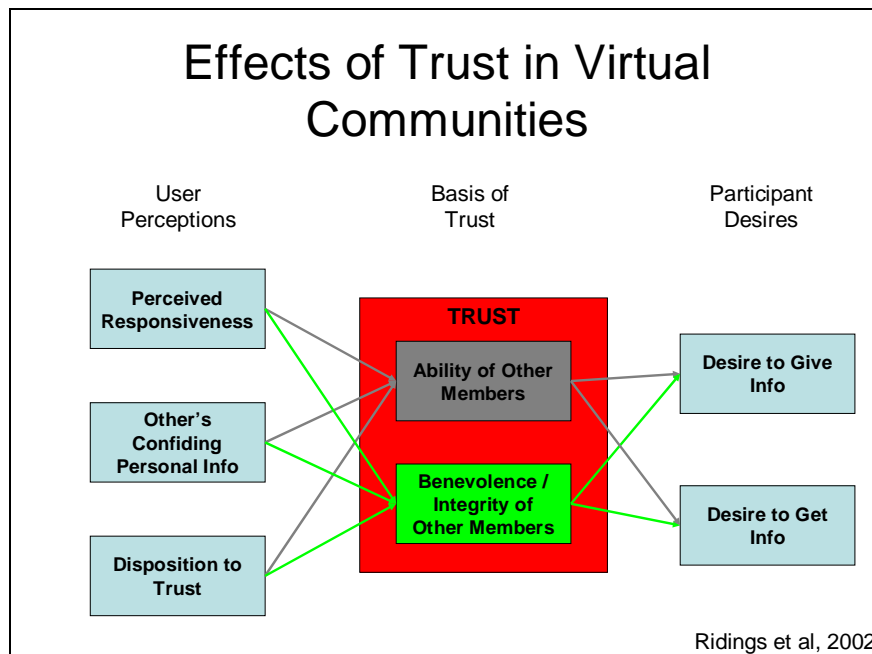 Effects of Trust in Virtual
Communities
User
Perceptions
Basis of
Trust
Participant
Desires
Perceived
Responsiveness
Other's
Confiding
Personal Info
Disposition to
Trust
TRUST
Ability of Other
Members
Benevolence /
Integrity of
Other Members
Desire to Give
Info
Desire to Get
Info
Ridings et al, 2002